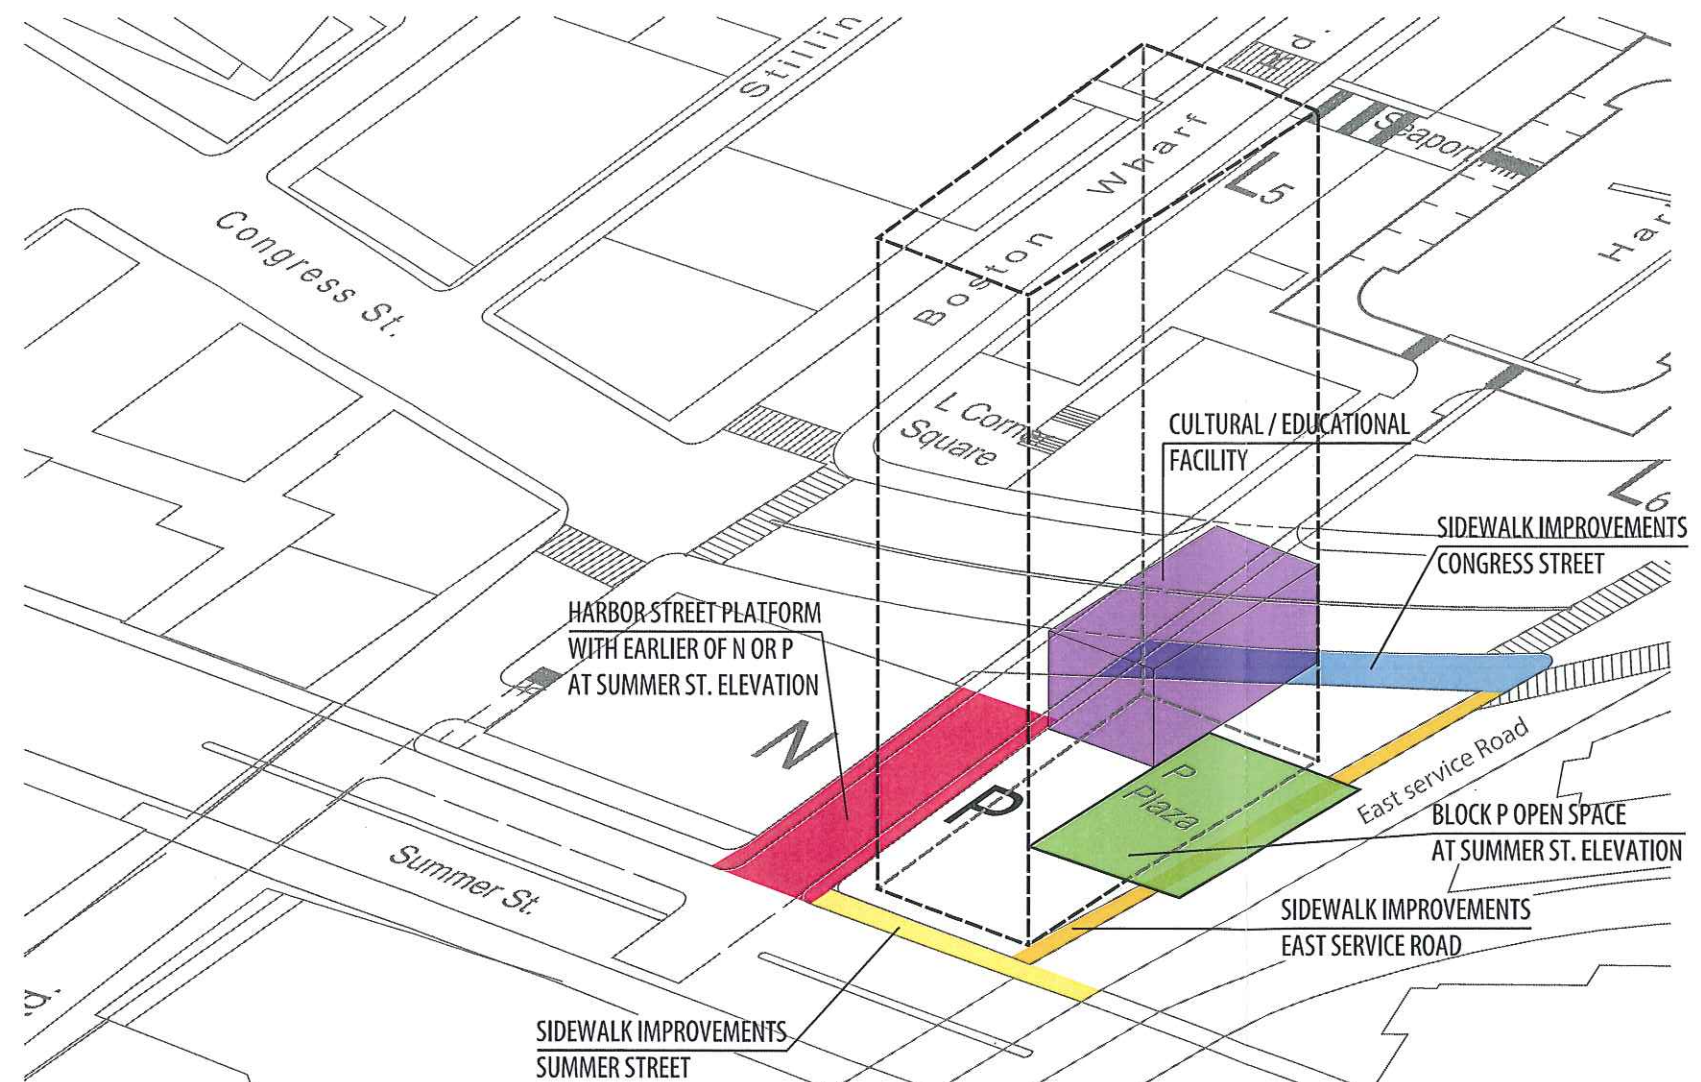 Stillin
d.
Seaport
Boston Wharf
L5
Har
Congress St.
L Corner
Square
CULTURAL / EDUCATIONAL
FACILITY
L6
SIDEWALK IMPROVEMENTS
CONGRESS STREET
HARBOR STREET PLATFORM
WITH EARLIER OF N OR P
AT SUMMER ST. ELEVATION
N
P
P
Plaza
East service Road
BLOCK P OPEN SPACE
AT SUMMER ST. ELEVATION
Summer St.
SIDEWALK IMPROVEMENTS
EAST SERVICE ROAD
d.
SIDEWALK IMPROVEMENTS
SUMMER STREET